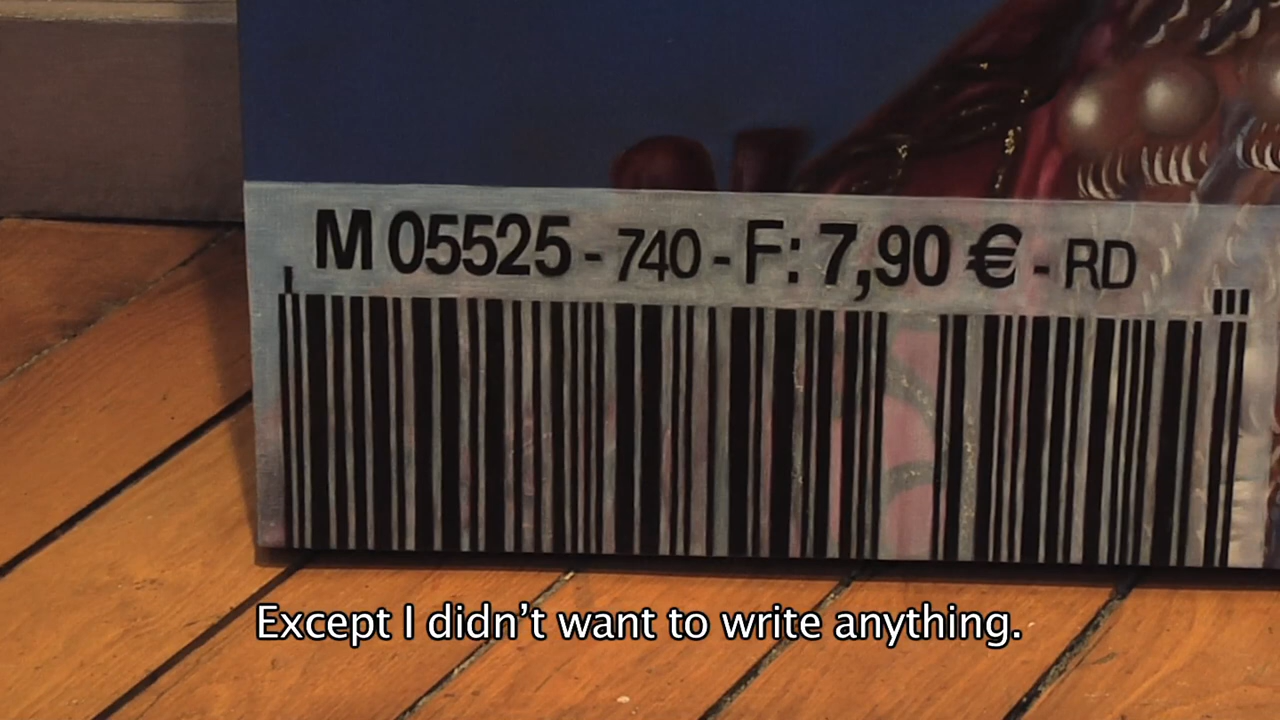 M 05525 - 740 - F: 7,90 € - RD
Except I didn't want to write anything.